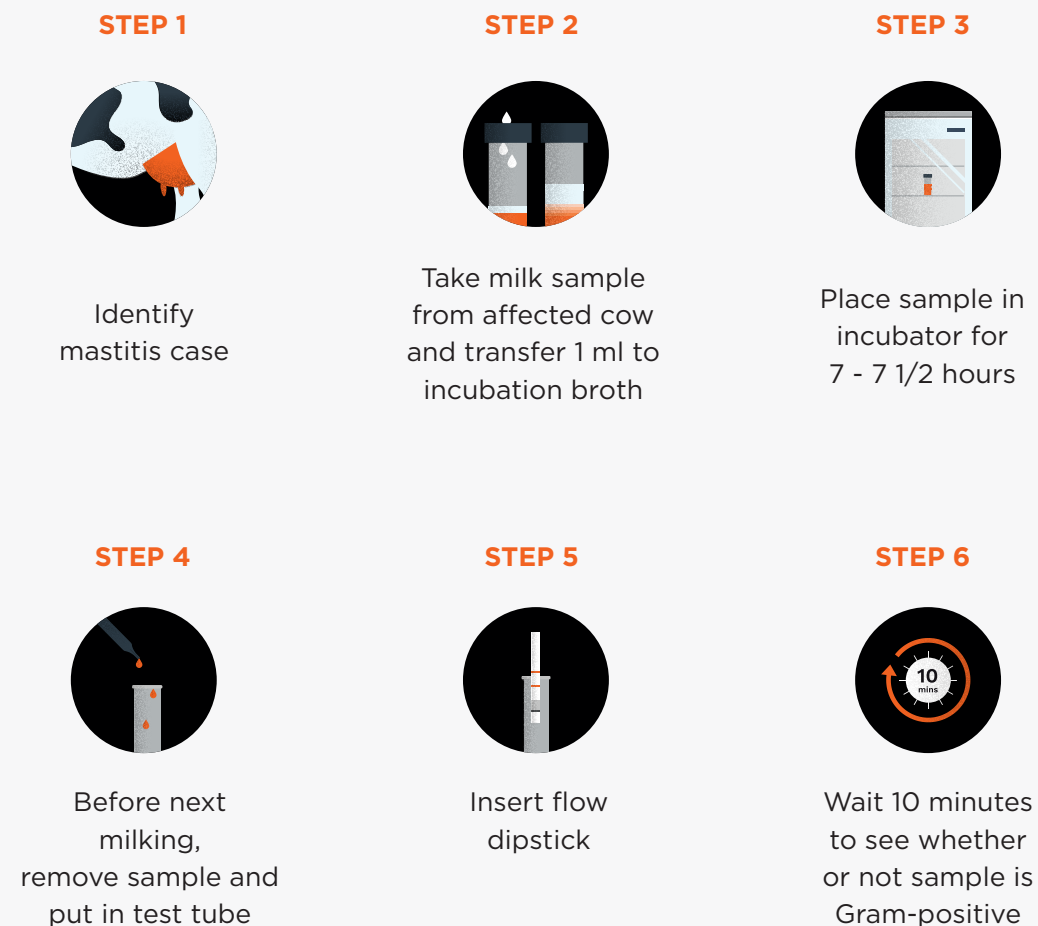 STEP 1
Identify
mastitis case
STEP 2
Take milk sample
from affected cow
and transfer 1 ml to
incubation broth
STEP 3
Place sample in
incubator for
7 - 7 1/2 hours
STEP 4
Before next
milking,
remove sample and
put in test tube
STEP 5
Insert flow
dipstick
STEP 6
10
mins
Wait 10 minutes
to see whether
or not sample is
Gram-positive